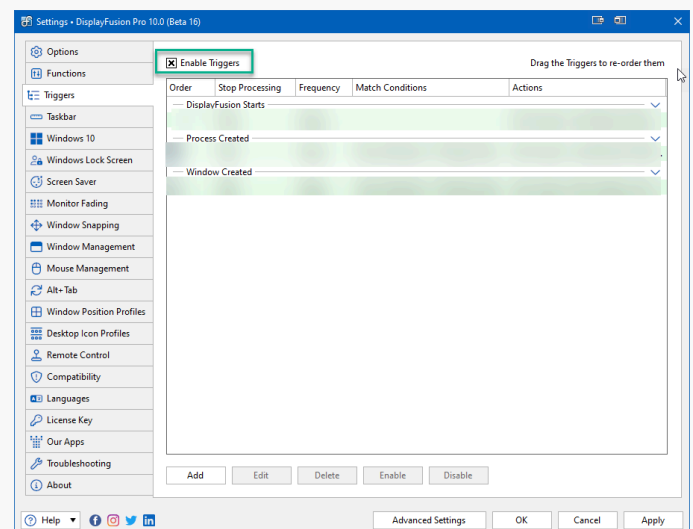 Settings • DisplayFusion Pro 10.0 (Beta 16)
Options
Functions
Triggers
Taskbar
Windows 10
Windows Lock Screen
Screen Saver
Monitor Fading
Window Snapping
Window Management
Mouse Management
Alt+Tab
Window Position Profiles
Desktop Icon Profiles
Remote Control
Compatibility
Languages
License Key
Our Apps
Troubleshooting
About
Enable Triggers Drag the Triggers to re-order them
Order Stop Processing Frequency Match Conditions Actions
DisplayFusion Starts
Process Created
Window Created
Add Edit Delete Enable Disable
Help Advanced Settings OK Cancel Apply